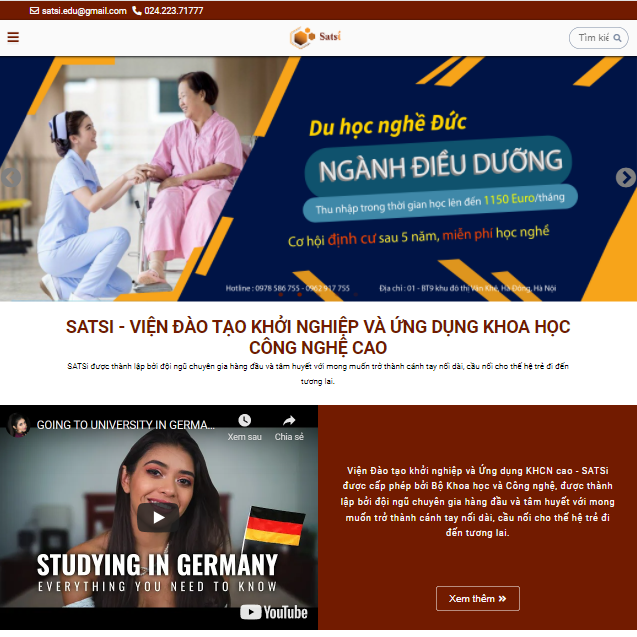 satsi.edu@gmail.com 024.223.71777
Satsi
Tìm kiế
Du học nghề Đức
NGÀNH ĐIỀU DƯỠNG
Thu nhập trong thời gian học lên đến 1150 Euro/tháng
Cơ hội định cư sau 5 năm, miễn phí học nghề
Hotline : 0978 586 755 - 0962 917 755 Địa chỉ : 01 - BT9 khu đô thị Văn Khê, Hà Đông, Hà Nội
SATSI - VIỆN ĐÀO TẠO KHỞI NGHIỆP VÀ ỨNG DỤNG KHOA HỌC
CÔNG NGHỆ CAO
SATSi được thành lập bởi đội ngũ chuyên gia hàng đầu và tâm huyết với mong muốn trở thành cánh tay nối dài, cầu nối cho thế hệ trẻ đi đến
tương lai.
GOING TO UNIVERSITY IN GERMA...
Xem sau Chia sẻ
STUDYING IN GERMANY
EVERYTHING YOU NEED TO KNOW
YouTube
Viện Đào tạo khởi nghiệp và Ứng dụng KHCN cao - SATSi
được cấp phép bởi Bộ Khoa học và Công nghệ, được thành
lập bởi đội ngũ chuyên gia hàng đầu và tâm huyết với mong
muốn trở thành cánh tay nối dài, cầu nối cho thế hệ trẻ đi
đến tương lai.
Xem thêm »